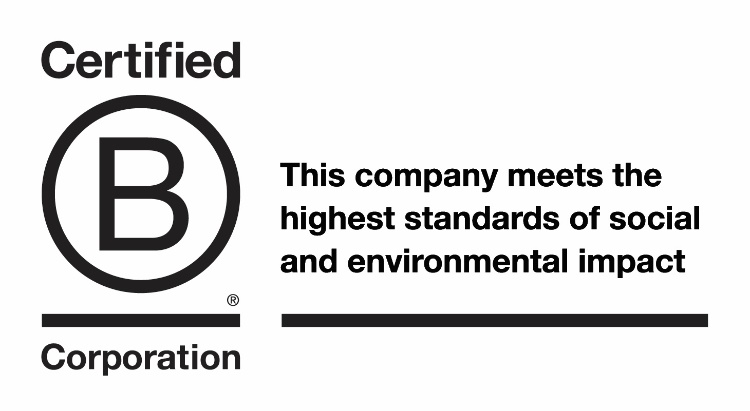 Certified
B
®
Corporation
This company meets the
highest standards of social
and environmental impact